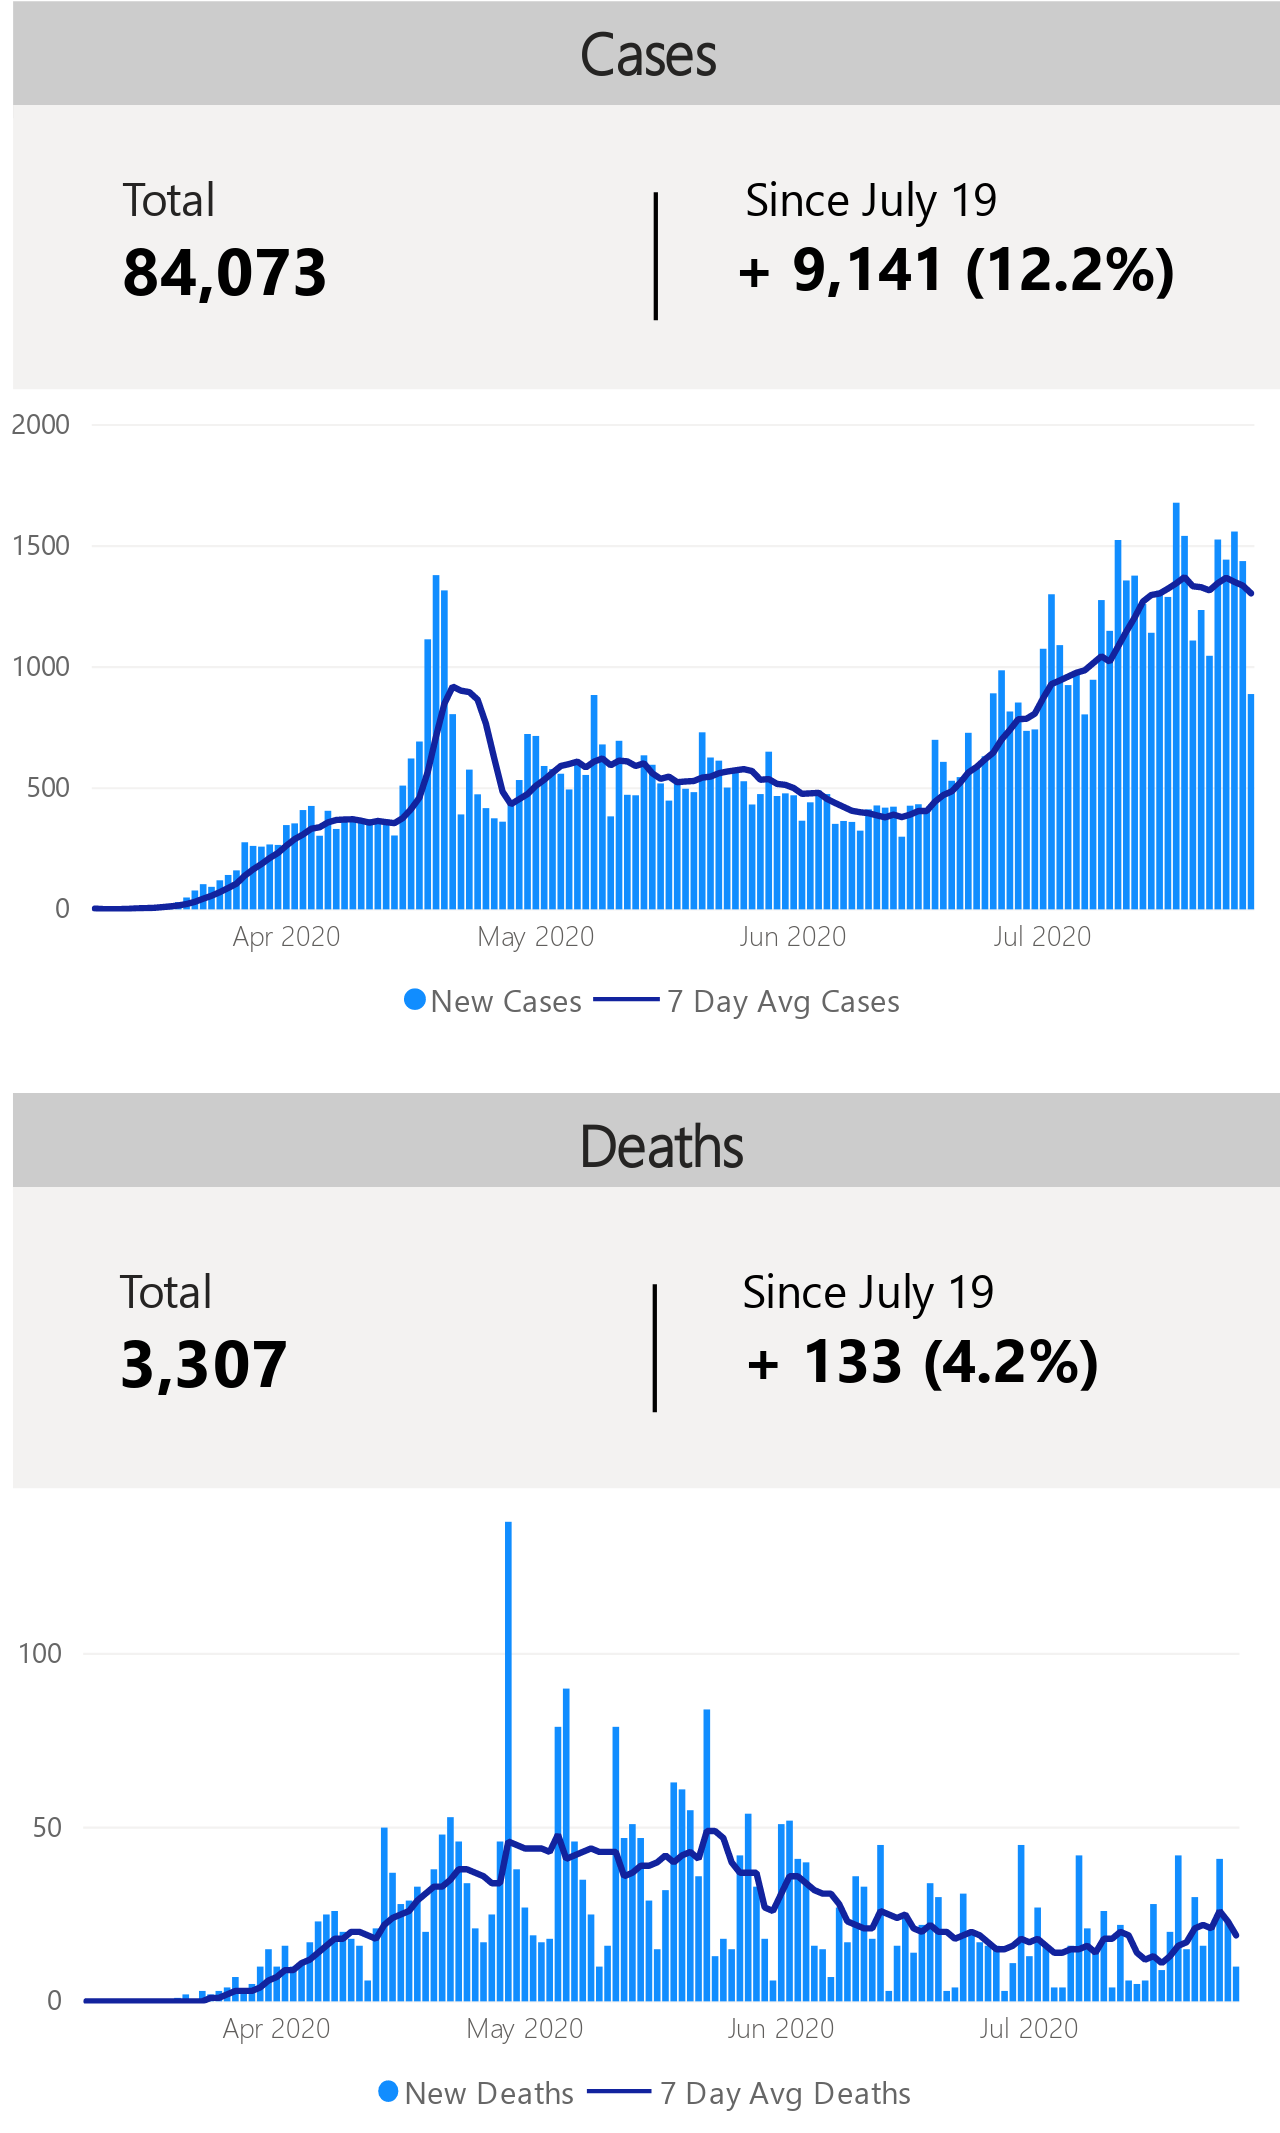 Cases
Total
Since July 19
84,073
+ 9,141 (12.2%)
2000
1500
1000
500
0
Apr 2020
May 2020
Jun 2020
Jul 2020
New Cases
7 Day Avg Cases
Deaths
Total
Since July 19
3,307
+ 133 (4.2%)
100
50
0
Apr 2020
May 2020
Jun 2020
Jul 2020
New Deaths
7 Day Avg Deaths